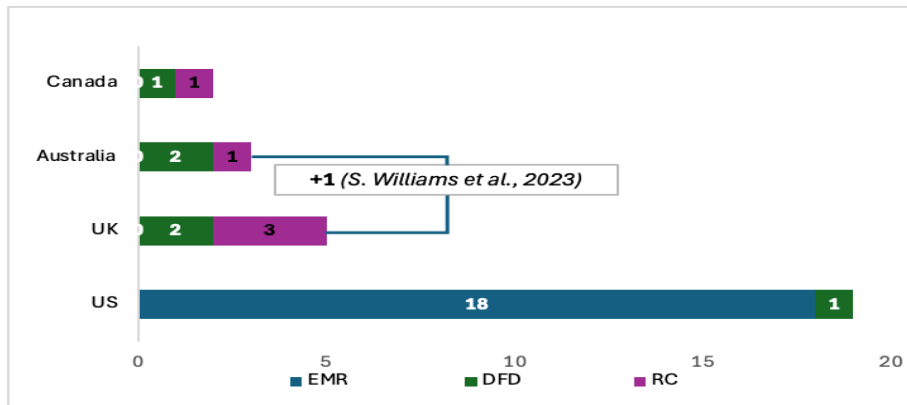 Canada 0 1 1
Australia 0 2 1
+1 (S. Williams et al., 2023)
UK 0 2 3
US 18 1
0 5 10 15 20
EMR DFD RC